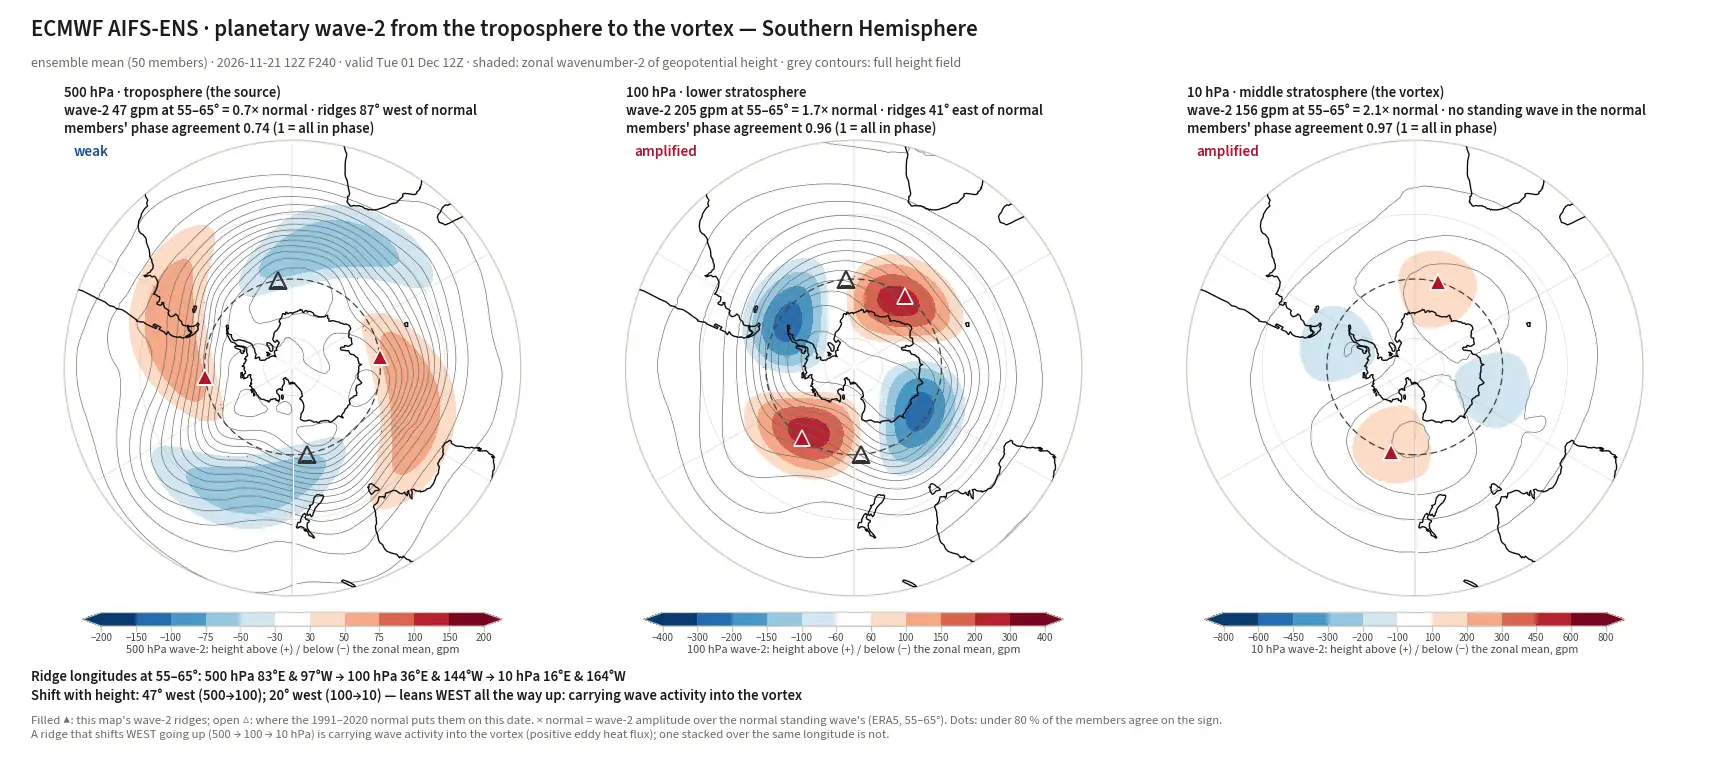 ECMWF AIFS-ENS · planetary wave-2 from the troposphere to the vortex — Southern Hemisphere
ensemble mean (50 members) · 2026-11-21 12Z F240 · valid Tue 01 Dec 12Z · shaded: zonal wavenumber-2 of geopotential height · grey contours: full height field
500 hPa · troposphere (the source)
wave-2 47 gpm at 55–65° = 0.7× normal · ridges 87° west of normal
members' phase agreement 0.74 (1 = all in phase)
weak
100 hPa · lower stratosphere
wave-2 205 gpm at 55–65° = 1.7× normal · ridges 41° east of normal
members' phase agreement 0.96 (1 = all in phase)
amplified
10 hPa · middle stratosphere (the vortex)
wave-2 156 gpm at 55–65° = 2.1× normal · no standing wave in the normal
members' phase agreement 0.97 (1 = all in phase)
amplified
−200 −150 −100 −75 −50 −30 30 50 75 100 150 200
500 hPa wave-2: height above (+) / below (−) the zonal mean, gpm
−400 −300 −200 −150 −100 −60 60 100 150 200 300 400
100 hPa wave-2: height above (+) / below (−) the zonal mean, gpm
−800 −600 −450 −300 −200 −100 100 200 300 450 600 800
10 hPa wave-2: height above (+) / below (−) the zonal mean, gpm
Ridge longitudes at 55–65°: 500 hPa 83°E & 97°W → 100 hPa 36°E & 144°W → 10 hPa 16°E & 164°W
Shift with height: 47° west (500→100); 20° west (100→10) — leans WEST all the way up: carrying wave activity into the vortex
Filled ▲: this map's wave-2 ridges; open △: where the 1991–2020 normal puts them on this date. × normal = wave-2 amplitude over the normal standing wave's (ERA5, 55–65°). Dots: under 80 % of the members agree on the sign.
A ridge that shifts WEST going up (500 → 100 → 10 hPa) is carrying wave activity into the vortex (positive eddy heat flux); one stacked over the same longitude is not.